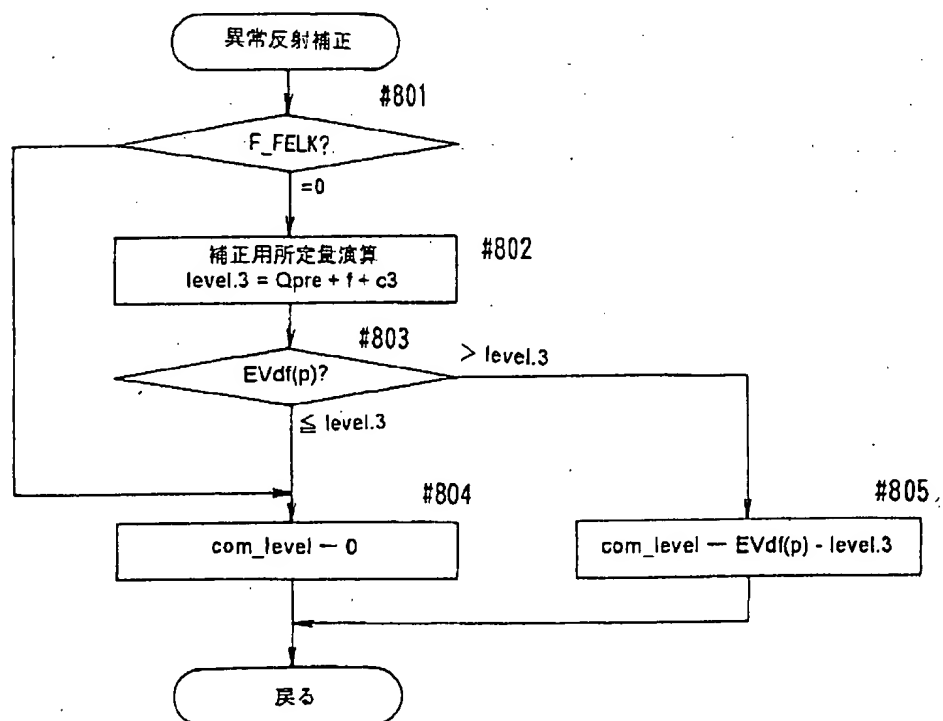 異常反射補正
#801
F_FELK?
=0
補正用所定量演算
level.3 = Qpre + f + c3
#802
#803
EVdf(p)?
> level.3
≦ level.3
#804
com_level ← 0
#805
com_level ← EVdf(p) - level.3
戻る